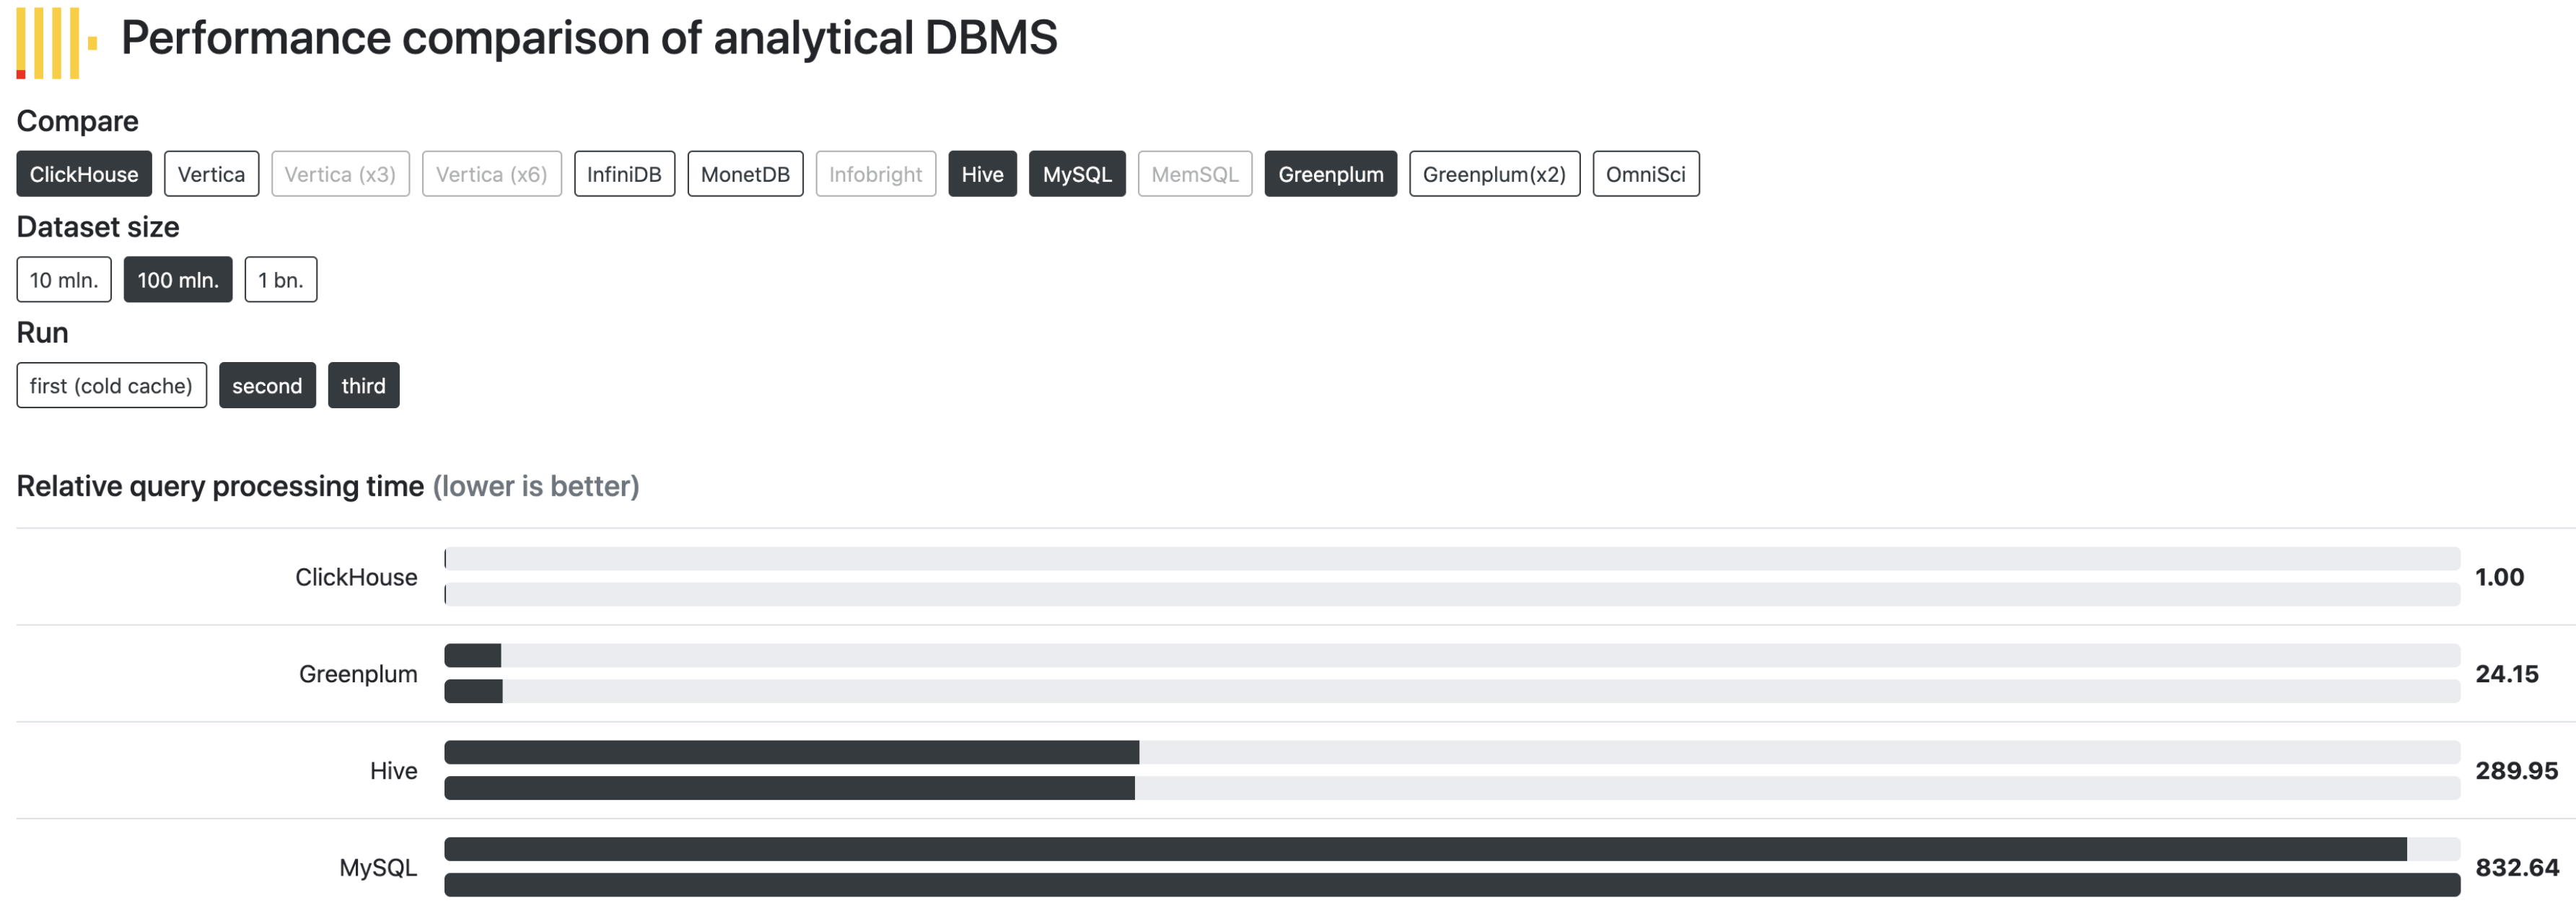 Performance comparison of analytical DBMS
Compare
ClickHouse Vertica Vertica (x3) Vertica (x6) InfiniDB MonetDB Infobright Hive MySQL MemSQL Greenplum Greenplum(x2) OmniSci
Dataset size
10 mln. 100 mln. 1 bn.
Run
first (cold cache) second third
Relative query processing time (lower is better)
ClickHouse 1.00
Greenplum 24.15
Hive 289.95
MySQL 832.64